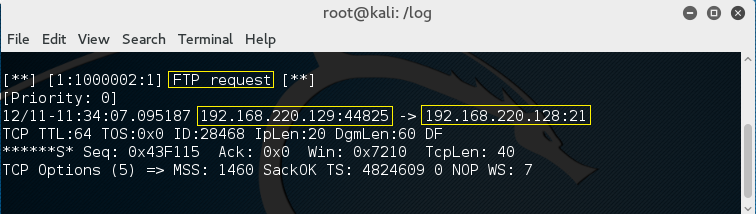 root@kali: /log
File Edit View Search Terminal Help
[**] [1:1000002:1] FTP request [**]
[Priority: 0]
12/11-11:34:07.095187 192.168.220.129:44825 -> 192.168.220.128:21
TCP TTL:64 TOS:0x0 ID:28468 IpLen:20 DgmLen:60 DF
******S* Seq: 0x43F115 Ack: 0x0 Win: 0x7210 TcpLen: 40
TCP Options (5) => MSS: 1460 SackOK TS: 4824609 0 NOP WS: 7